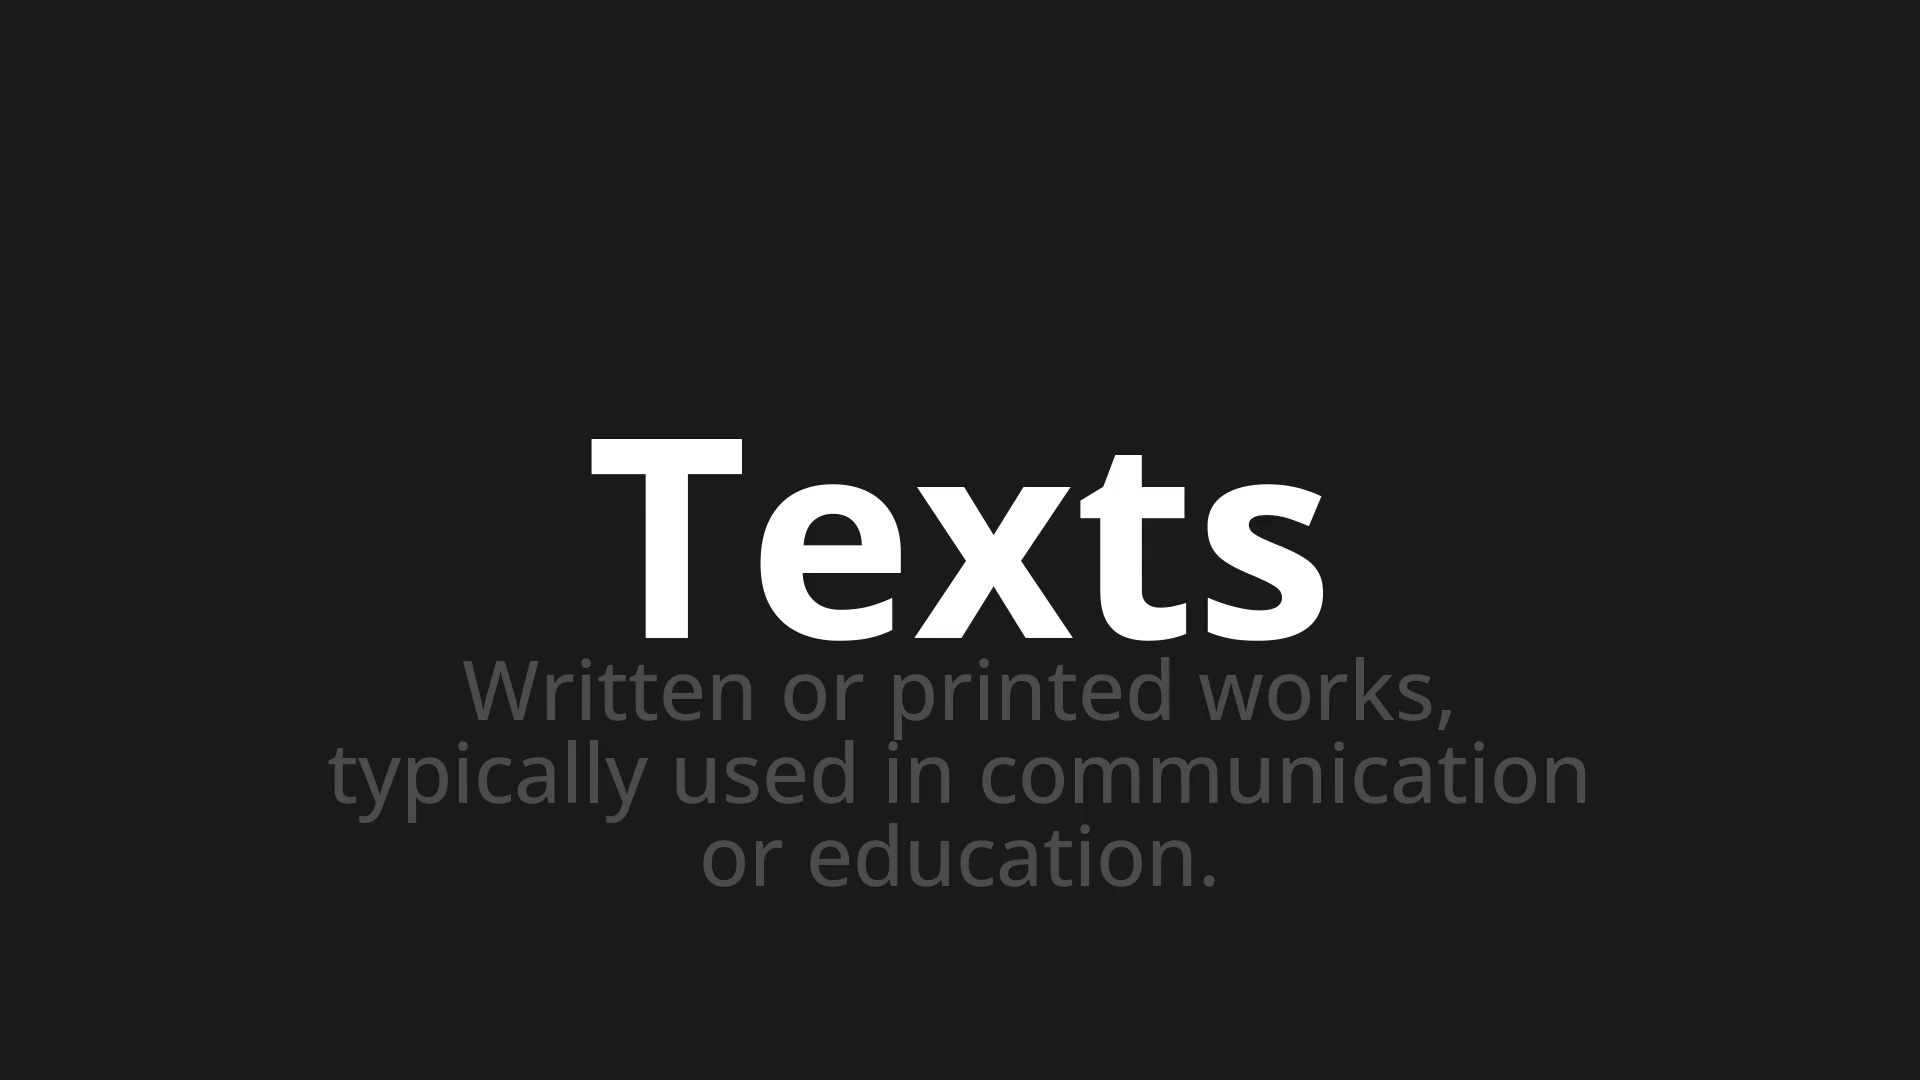 Texts
Written or printed works,
typically used in communication
or education.